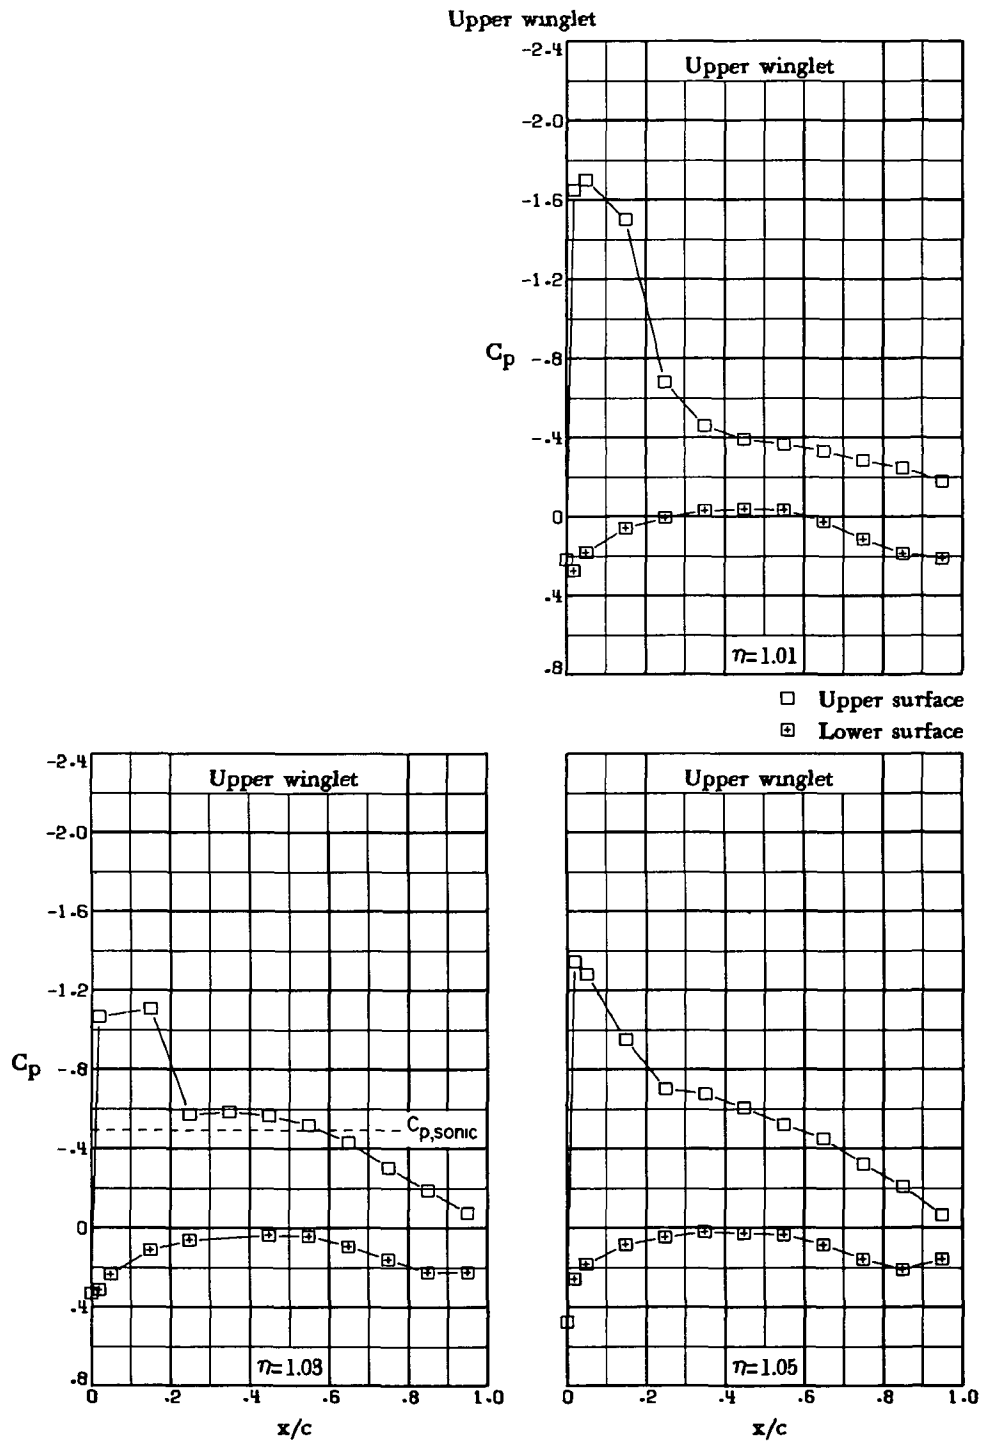 Upper winglet
Upper winglet
-2.4
-2.0
-1.6
-1.2
Cp -.8
-.4
0
.4
.8
η=1.01
Upper surface
Lower surface
Upper winglet
-2.4
-2.0
-1.6
-1.2
Cp -.8
Cp,sonic
-.4
0
.4
.8
η=1.03
0 .2 .4 .6 .8 1.0
x/c
Upper winglet
η=1.05
0 .2 .4 .6 .8 1.0
x/c